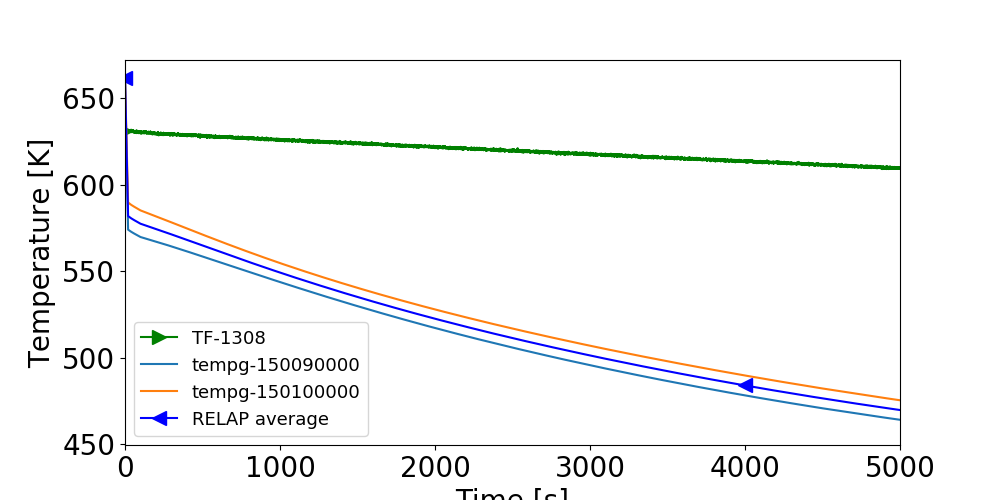 650
600
550
500
450
Temperature [K]
TF-1308
tempg-150090000
tempg-150100000
RELAP average
0 1000 2000 3000 4000 5000
Time [s]